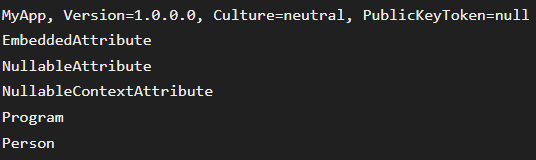 MyApp, Version=1.0.0.0, Culture=neutral, PublicKeyToken=null
EmbeddedAttribute
NullableAttribute
NullableContextAttribute
Program
Person